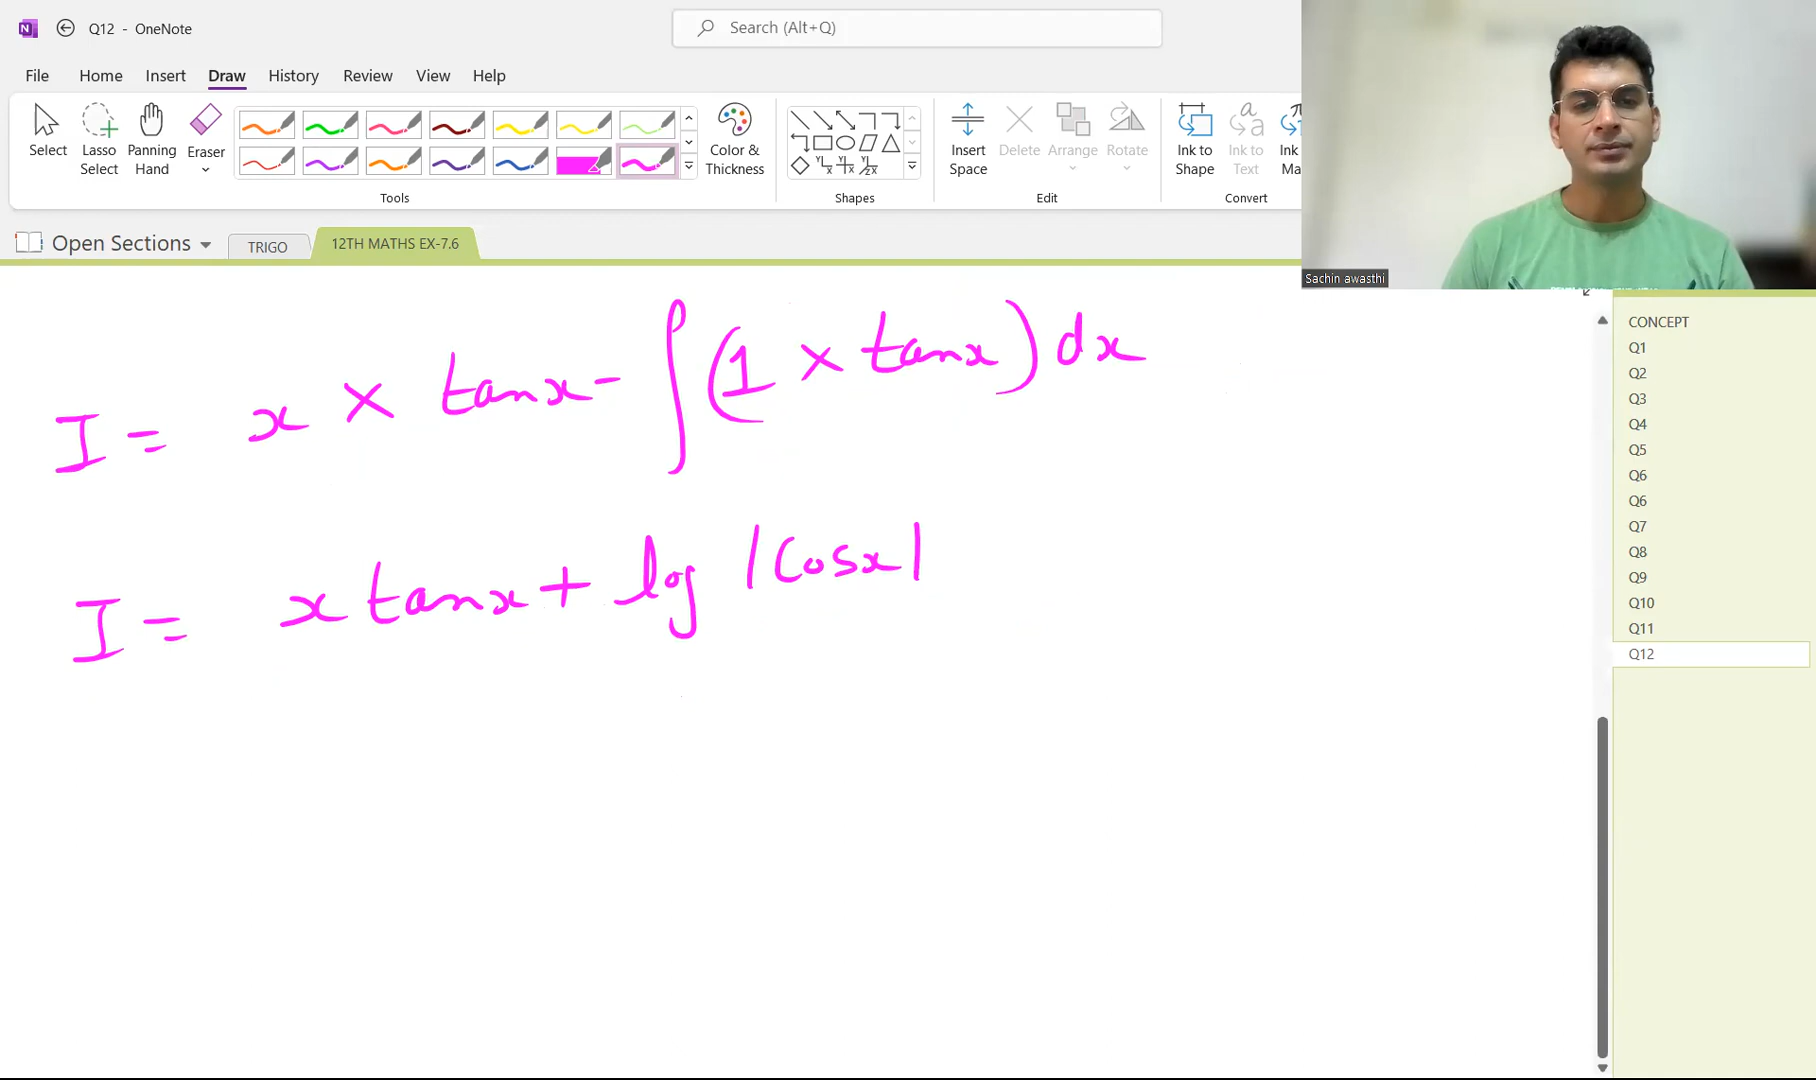 Q12 - OneNote
Search (Alt+Q)
File Home Insert Draw History Review View Help
Select
Lasso Select
Panning Hand
Eraser
Color & Thickness
Insert Space
Delete
Arrange
Rotate
Ink to Shape
Ink to Text
Ink Ma
Tools
Shapes
Edit
Convert
Open Sections
TRIGO
12TH MATHS EX-7.6
Sachin awasthi
I = x × tanx - ∫(1 × tanx) dx
I = x tanx + log |Cosx|
CONCEPT
Q1
Q2
Q3
Q4
Q5
Q6
Q6
Q7
Q8
Q9
Q10
Q11
Q12